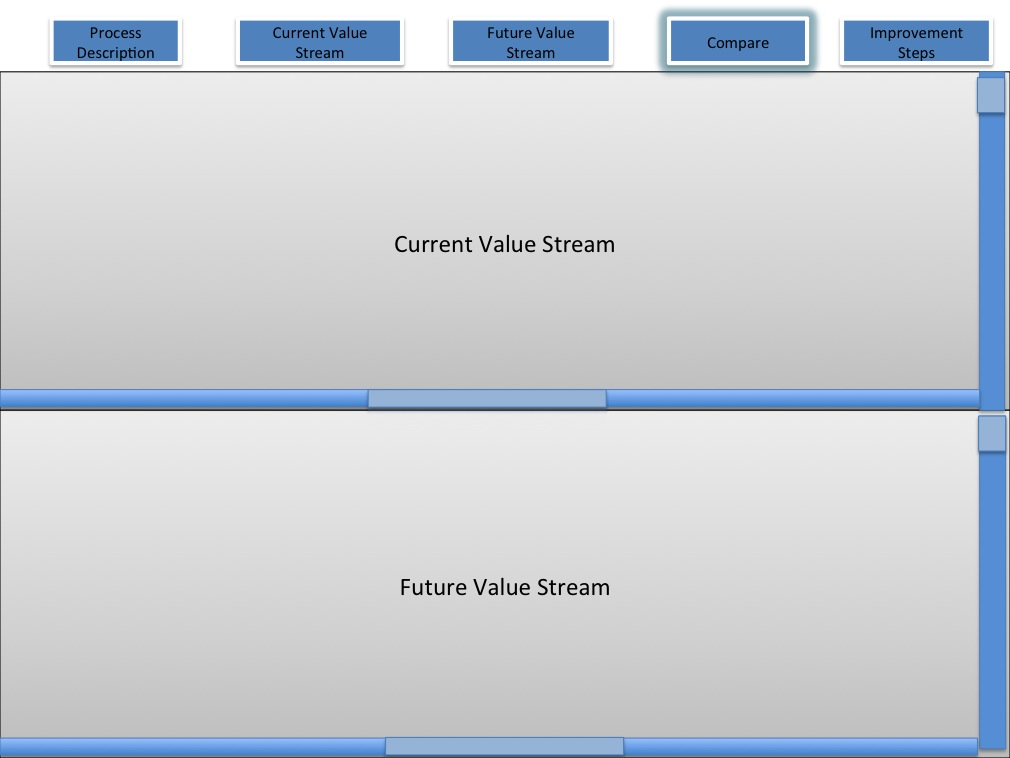 Process
Description
Current Value
Stream
Future Value
Stream
Compare
Improvement
Steps
Current Value Stream
Future Value Stream